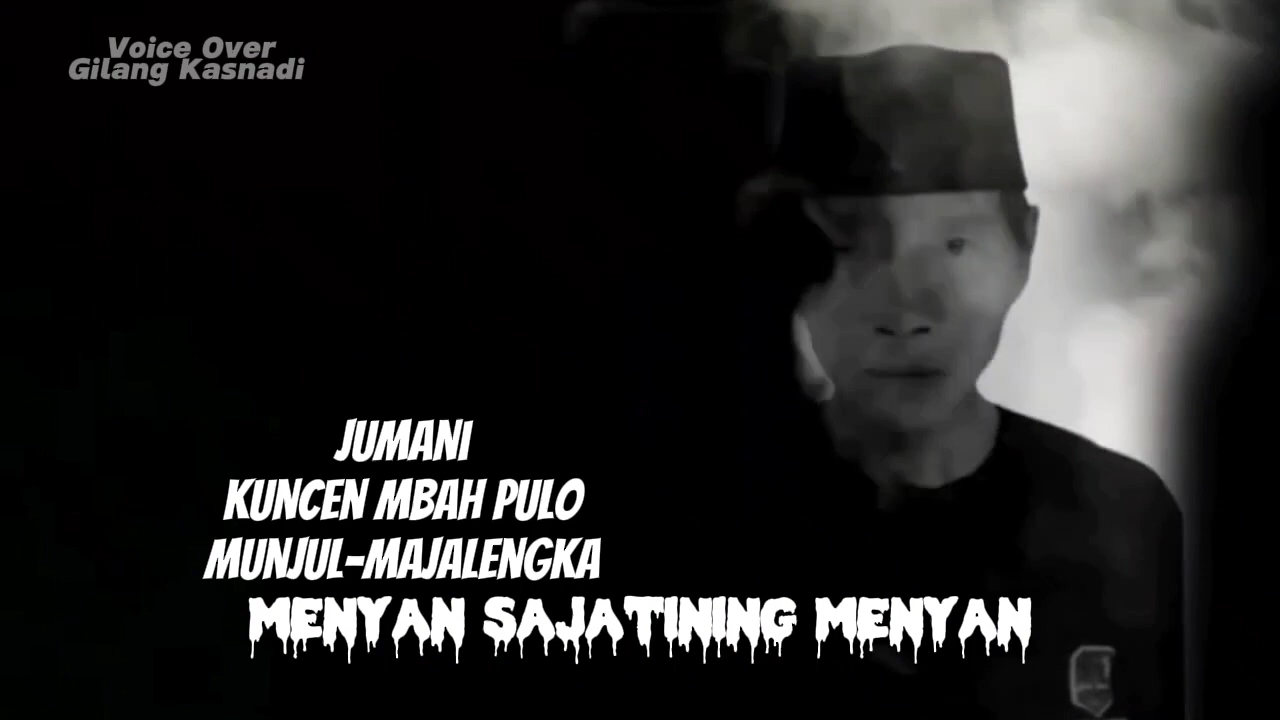 Voice Over
Gilang Kasnadi
JUMANI
KUNCEN MBAH PULO
MUNJUL-MAJALENGKA
MENYAN SAJATINING MENYAN